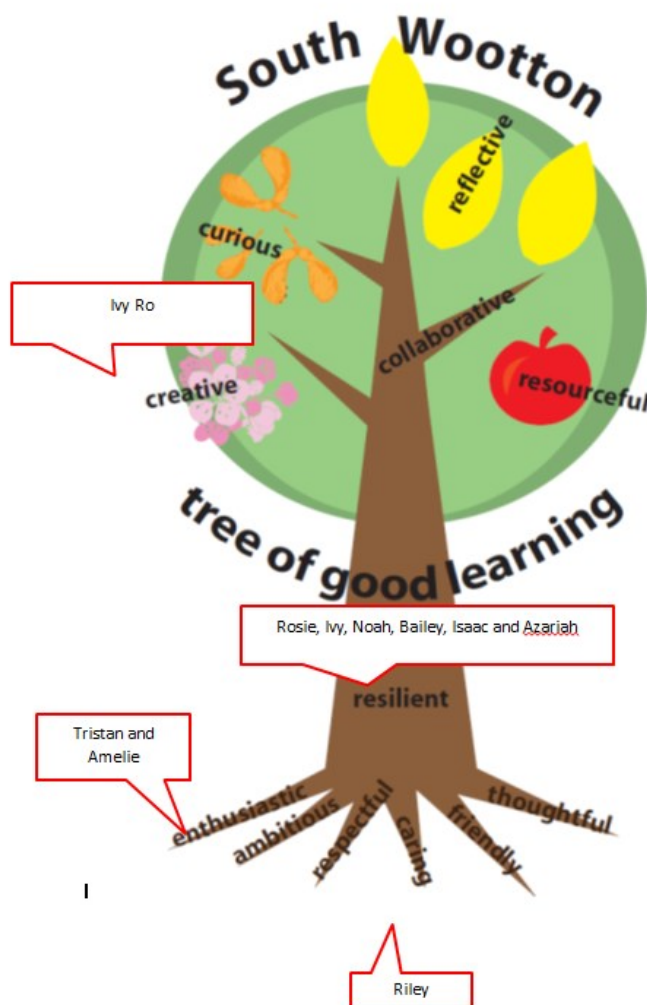 South Wootton
reflective
curious
Ivy Ro
collaborative
creative
resourceful
tree of good learning
Rosie, Ivy, Noah, Bailey, Isaac and Azariah
resilient
Tristan and
Amelie
enthusiastic
ambitious
respectful
caring
friendly
thoughtful
Riley